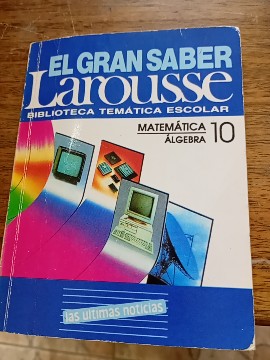 EL GRAN SABER
Larousse
BIBLIOTECA TEMÁTICA ESCOLAR
MATEMÁTICA 10
ÁLGEBRA
las últimas noticias